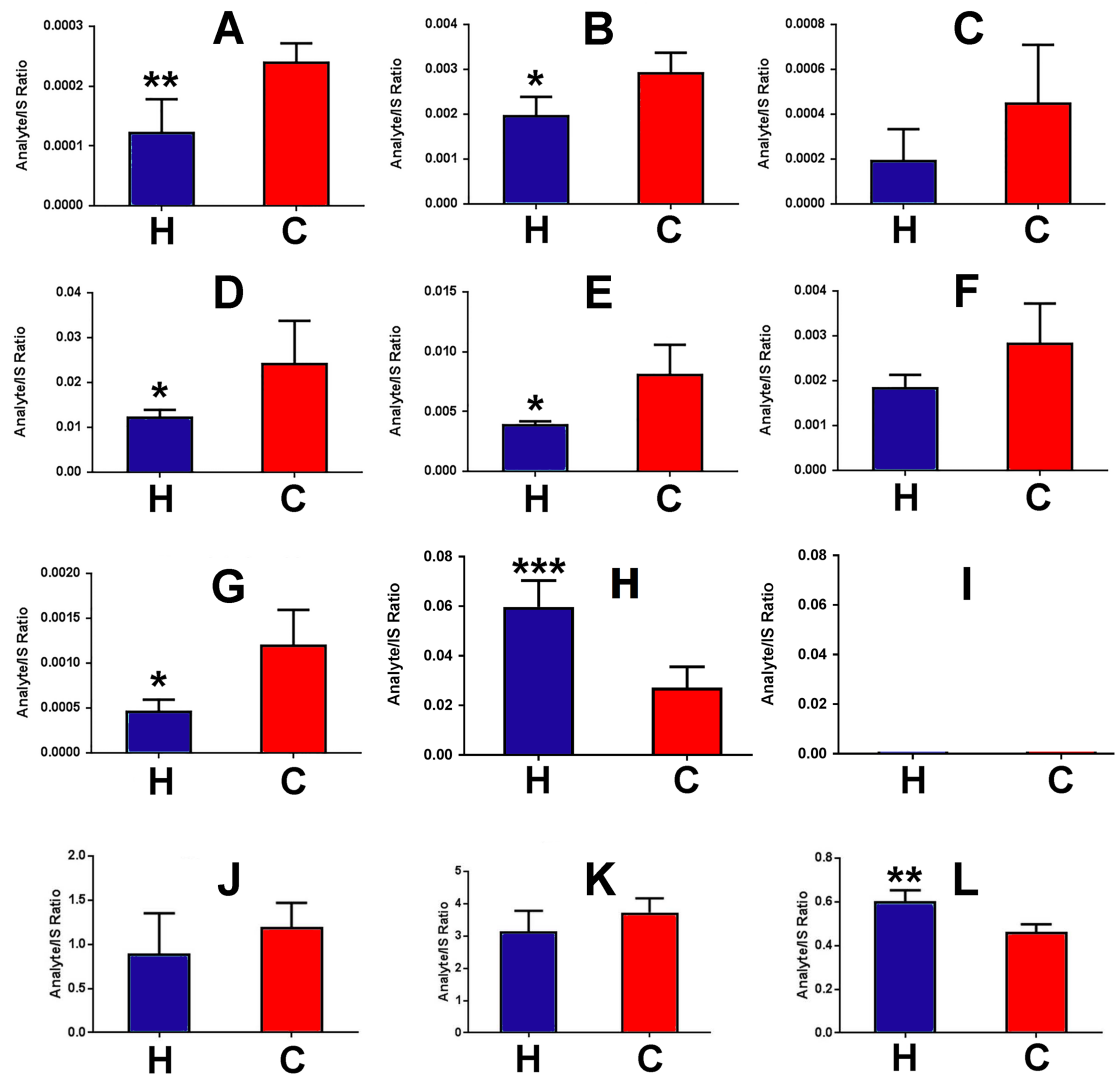 A
0.0003
0.0002
0.0001
0.0000
Analyte/IS Ratio
**
H
C
B
0.004
0.003
0.002
0.001
0.000
Analyte/IS Ratio
*
H
C
C
0.0008
0.0006
0.0004
0.0002
0.0000
Analyte/IS Ratio
H
C
D
0.04
0.03
0.02
0.01
0.00
Analyte/IS Ratio
*
H
C
E
0.015
0.010
0.005
0.000
Analyte/IS Ratio
*
H
C
F
0.004
0.003
0.002
0.001
0.000
Analyte/IS Ratio
H
C
G
0.0020
0.0015
0.0010
0.0005
0.0000
Analyte/IS Ratio
*
H
C
H
0.08
0.06
0.04
0.02
0.00
Analyte/IS Ratio
***
H
C
I
0.08
0.06
0.04
0.02
0.00
Analyte/IS Ratio
H
C
J
2.0
1.5
1.0
0.5
0.0
Analyte/IS Ratio
H
C
K
5
4
3
2
1
0
Analyte/IS Ratio
H
C
L
0.8
0.6
0.4
0.2
0.0
Analyte/IS Ratio
**
H
C